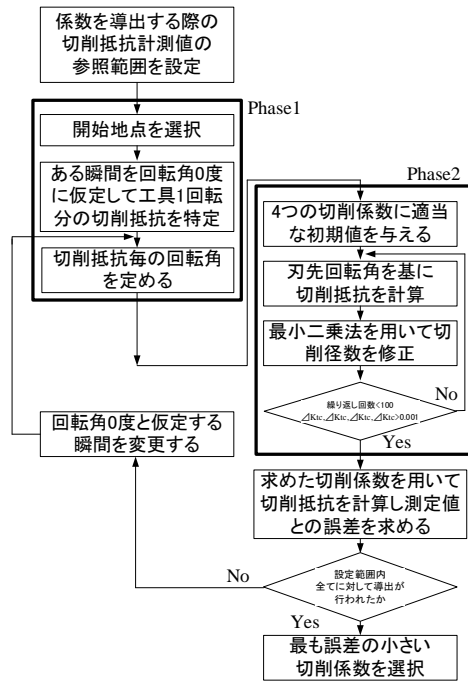 係数を導出する際の
切削抵抗計測値の
参照範囲を設定
Phase1
開始地点を選択
ある瞬間を回転角0度
に仮定して工具1回転
分の切削抵抗を特定
切削抵抗毎の回転角
を定める
Phase2
4つの切削係数に適当
な初期値を与える
刃先回転角を基に
切削抵抗を計算
最小二乗法を用いて切
削径数を修正
繰り返し回数<100
⊿Ktc、⊿Ktc、⊿Ktc、⊿Ktc>0.001
No
Yes
回転角0度と仮定する
瞬間を変更する
求めた切削係数を用いて
切削抵抗を計算し測定値
との誤差を求める
設定範囲内
全てに対して導出が
行われたか
No
Yes
最も誤差の小さい
切削係数を選択